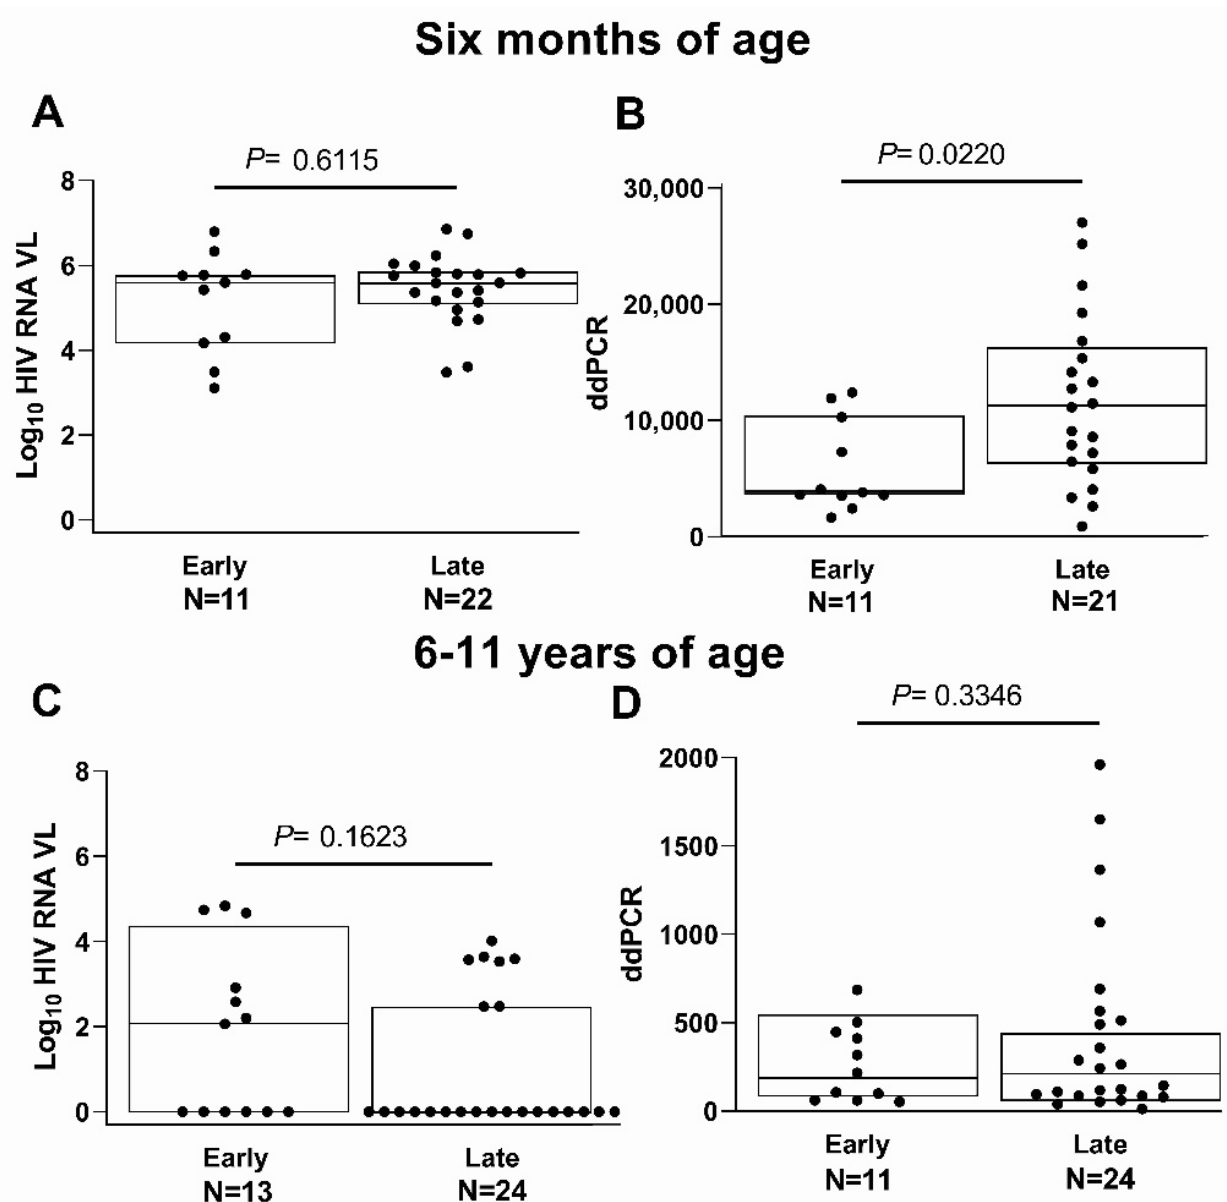 Six months of age
A
P= 0.6115
Log10 HIV RNA VL
8
6
4
2
0
Early
N=11
Late
N=22
B
P= 0.0220
ddPCR
30,000
20,000
10,000
0
Early
N=11
Late
N=21
6-11 years of age
C
P= 0.1623
Log10 HIV RNA VL
8
6
4
2
0
Early
N=13
Late
N=24
D
P= 0.3346
ddPCR
2000
1500
1000
500
0
Early
N=11
Late
N=24